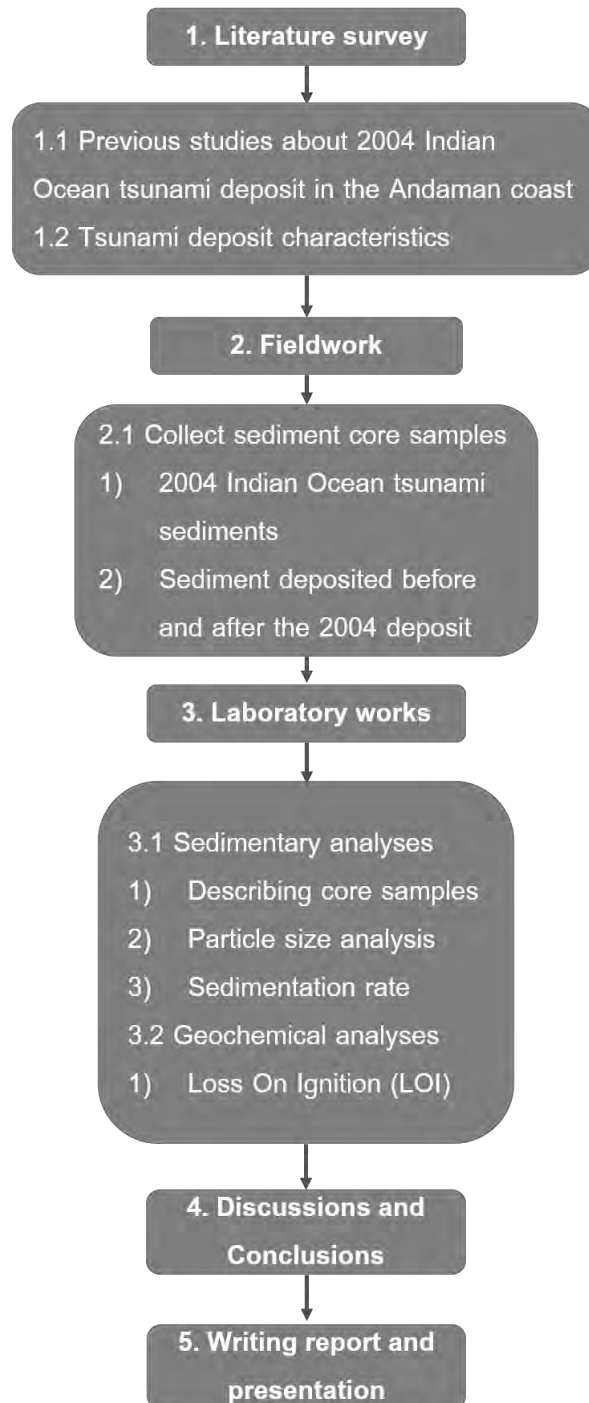 1. Literature survey
1.1 Previous studies about 2004 Indian
Ocean tsunami deposit in the Andaman coast
1.2 Tsunami deposit characteristics
2. Fieldwork
2.1 Collect sediment core samples
1) 2004 Indian Ocean tsunami
sediments
2) Sediment deposited before
and after the 2004 deposit
3. Laboratory works
3.1 Sedimentary analyses
1) Describing core samples
2) Particle size analysis
3) Sedimentation rate
3.2 Geochemical analyses
1) Loss On Ignition (LOI)
4. Discussions and
Conclusions
5. Writing report and
presentation